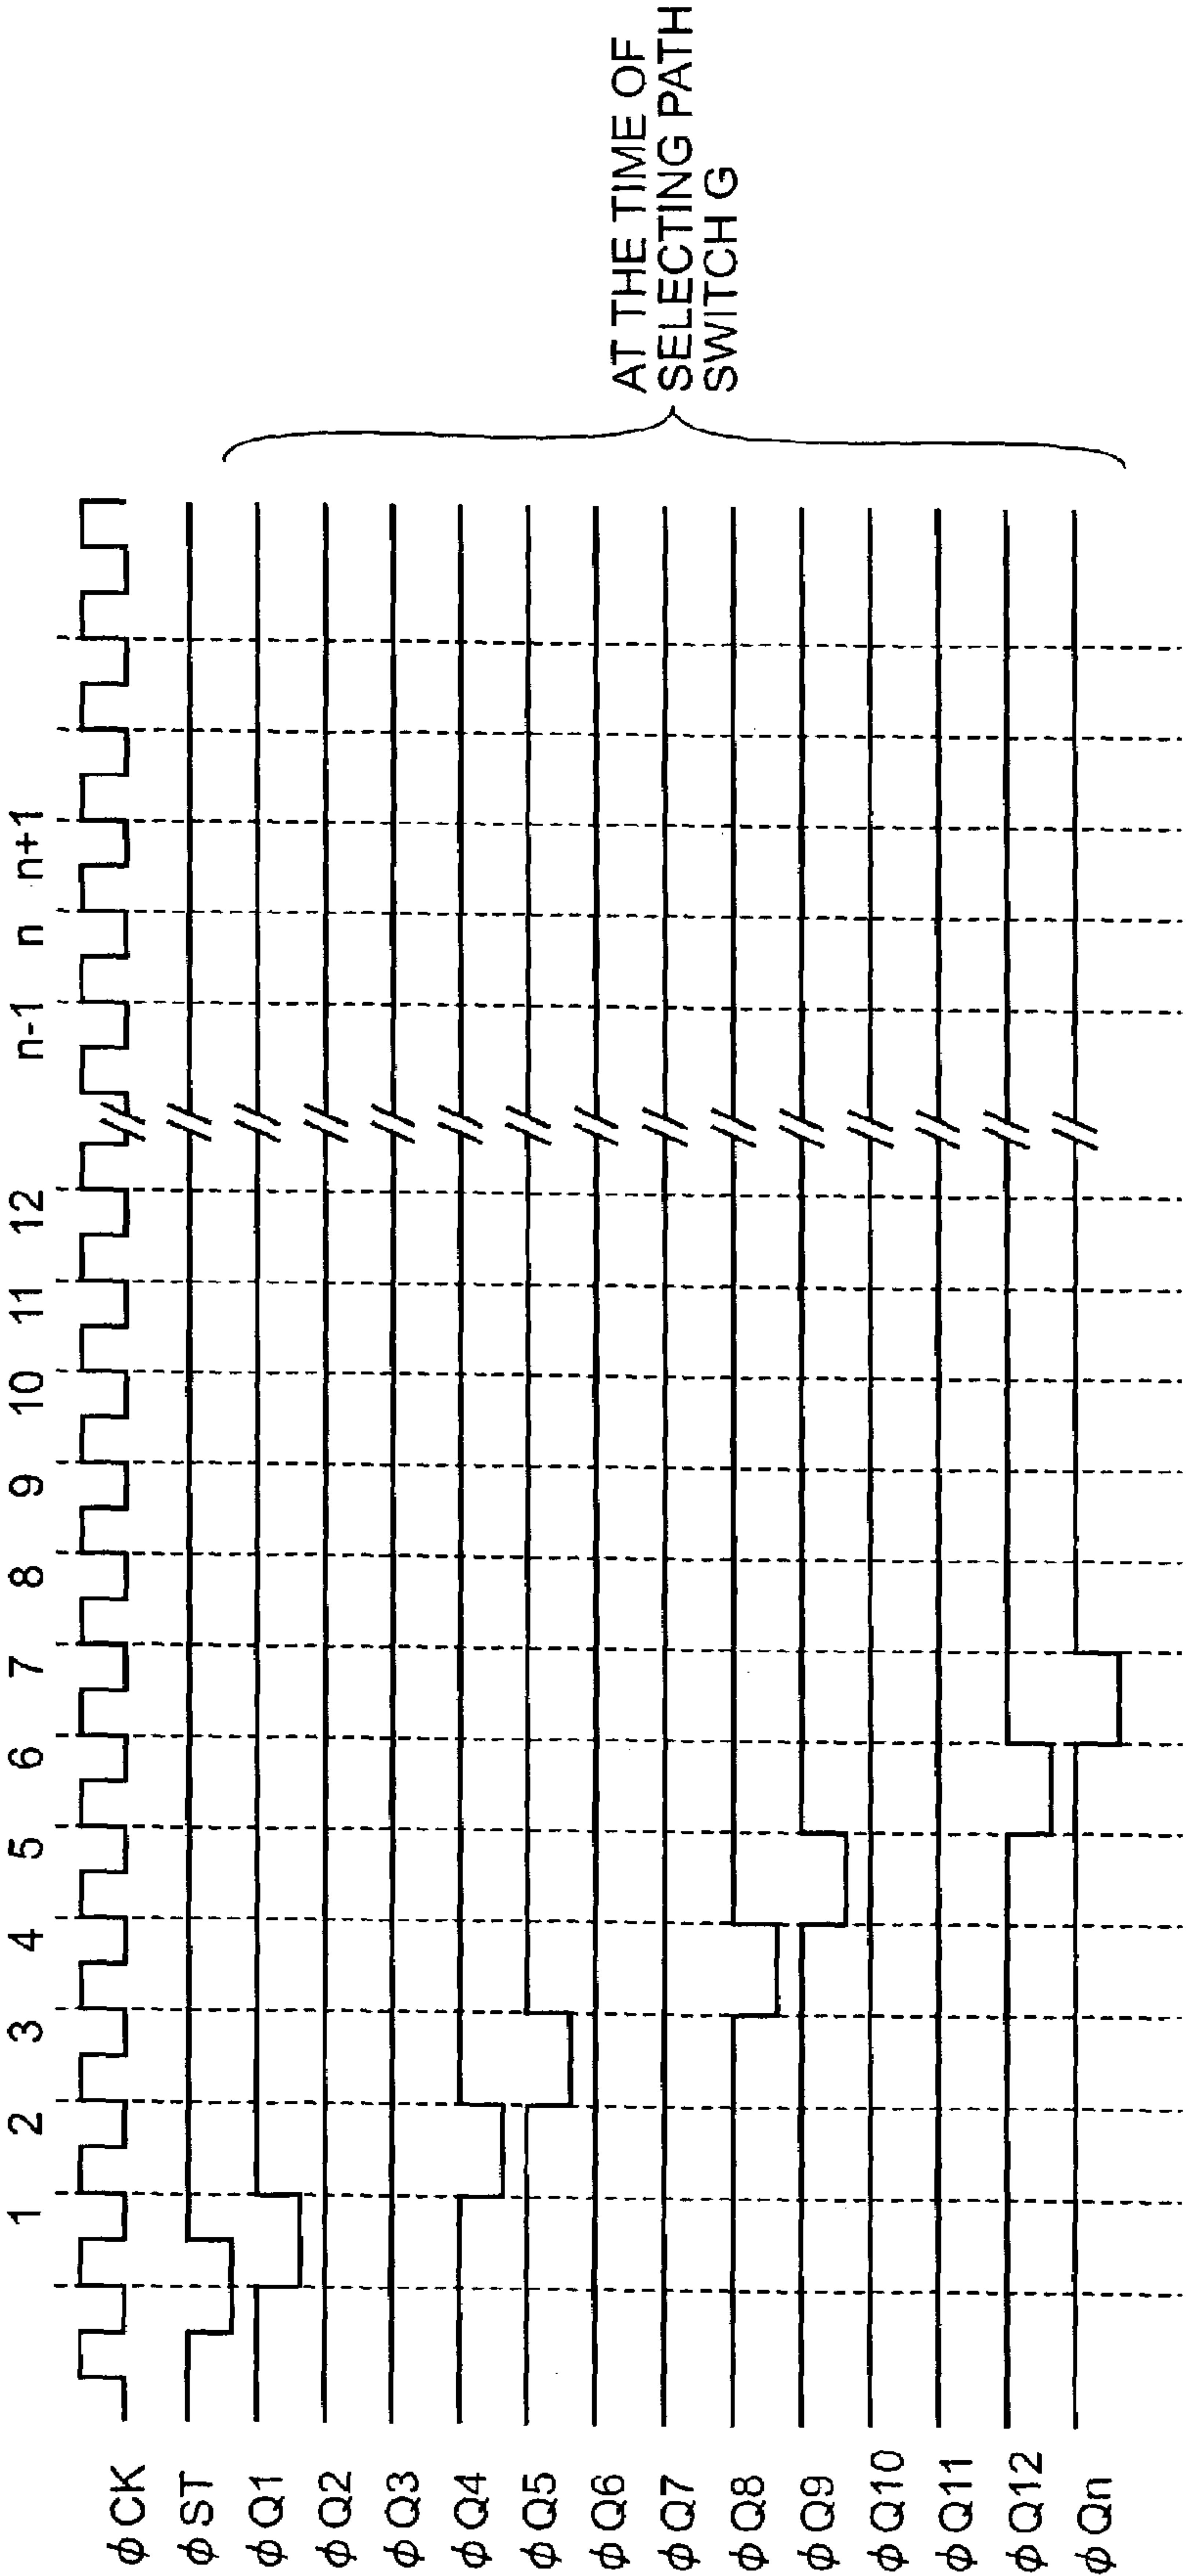 1 2 3 4 5 6 7 8 9 10 11 12 n-1 n n+1
ϕCK
ϕST
ϕQ1
ϕQ2
ϕQ3
ϕQ4
ϕQ5
ϕQ6
ϕQ7
ϕQ8
ϕQ9
ϕQ10
ϕQ11
ϕQ12
ϕQn
AT THE TIME OF
SELECTING PATH
SWITCH G